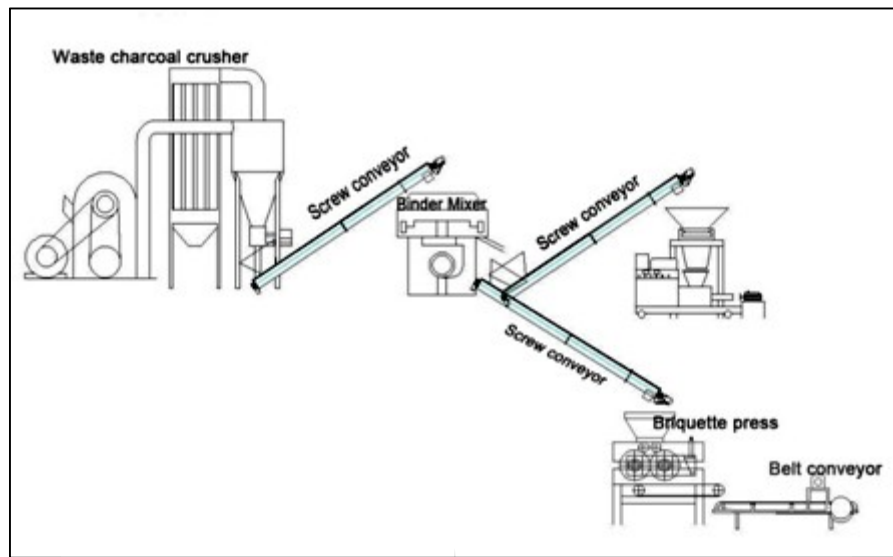 Waste charcoal crusher
Screw conveyor
Binder Mixer
Screw conveyor
Screw conveyor
Briquette press
Belt conveyor